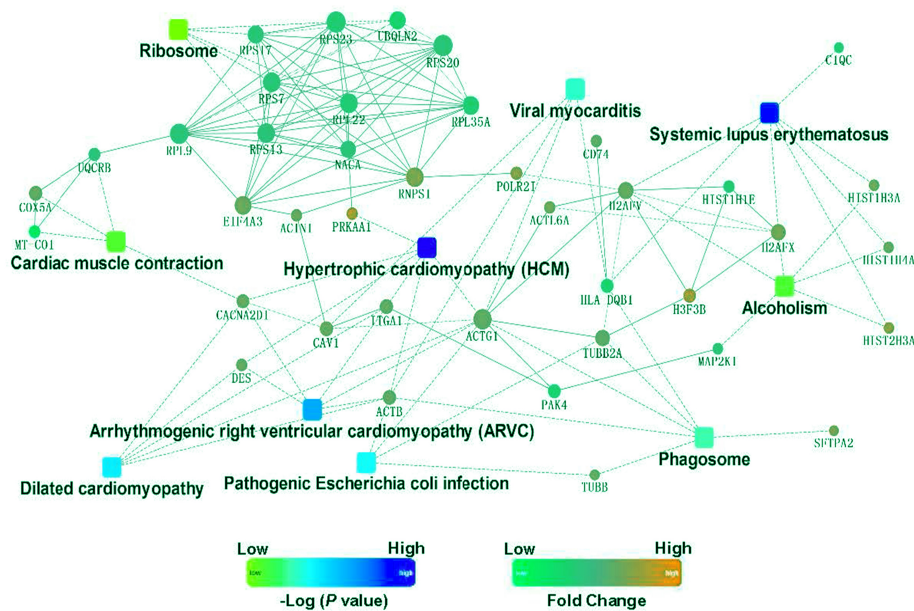 C1QC
RPS23
UBQLN2
RPS17
Ribosome
RPS20
RPS7
Viral myocarditis
RPL22
RPL35A
Systemic lupus erythematosus
RPL9
RPS13
NACA
CD74
UQCRB
RNPS1
POLR2I
HIST1H3A
COX5A
EIF4A3
ACIN1
PRKAA1
ACTL6A
H2AFV
HIST1H1E
MT-CO1
H2AFX
HIST1H4A
Cardiac muscle contraction
Hypertrophic cardiomyopathy (HCM)
HLA-DQB1
H3F3B
Alcoholism
CACNA2D1
ITGA1
CAV1
ACTG1
TUBB2A
HIST2H3A
MAP2K1
DES
PAK4
ACTB
Arrhythmogenic right ventricular cardiomyopathy (ARVC)
SFTPA2
Phagosome
Dilated cardiomyopathy
Pathogenic Escherichia coli infection
TUBB
Low High
Low High
low high
low high
-Log (P value)
Fold Change